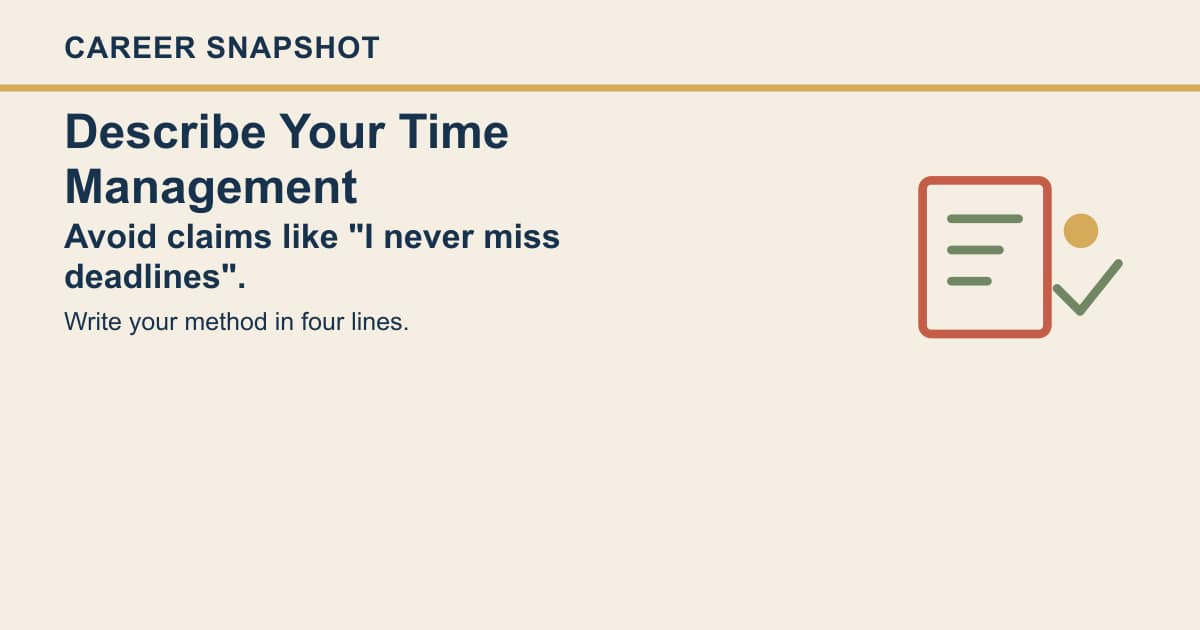 CAREER SNAPSHOT
Describe Your Time
Management
Avoid claims like "I never miss
deadlines".
Write your method in four lines.